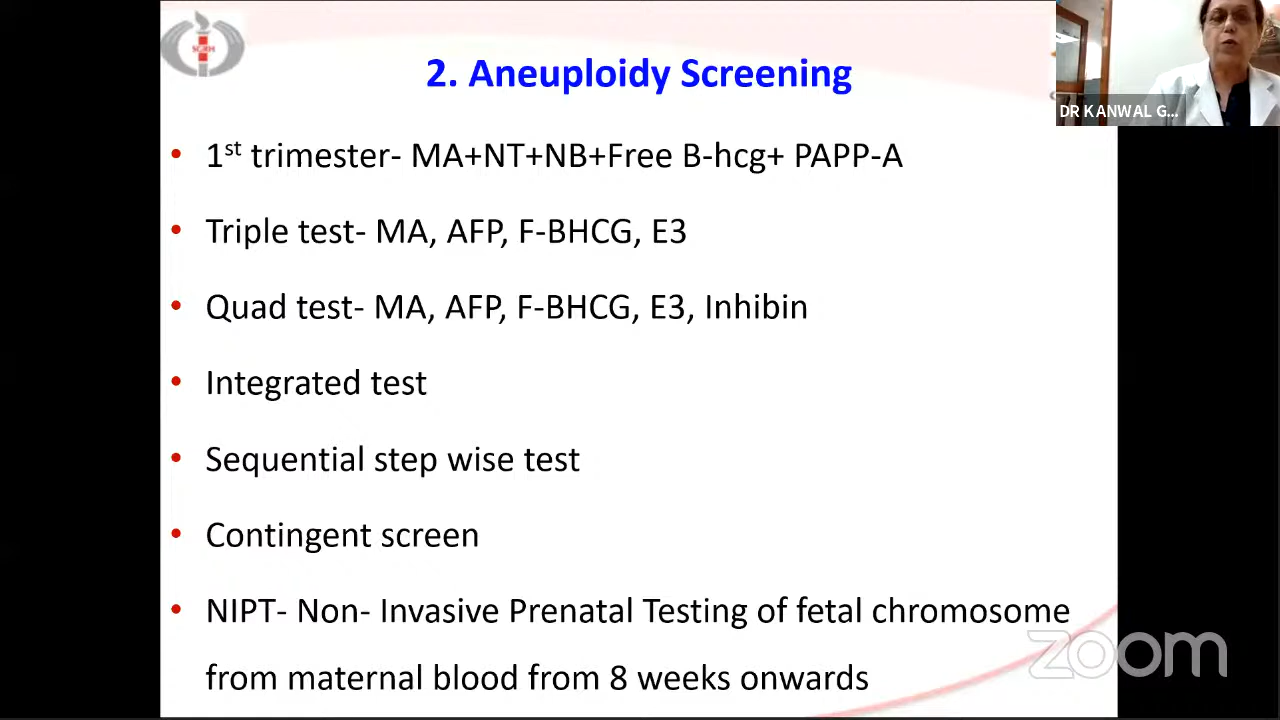 SGRH
2. Aneuploidy Screening
DR KANWAL G...
• 1st trimester- MA+NT+NB+Free B-hcg+ PAPP-A
• Triple test- MA, AFP, F-BHCG, E3
• Quad test- MA, AFP, F-BHCG, E3, Inhibin
• Integrated test
• Sequential step wise test
• Contingent screen
• NIPT- Non- Invasive Prenatal Testing of fetal chromosome
from maternal blood from 8 weeks onwards
zoom